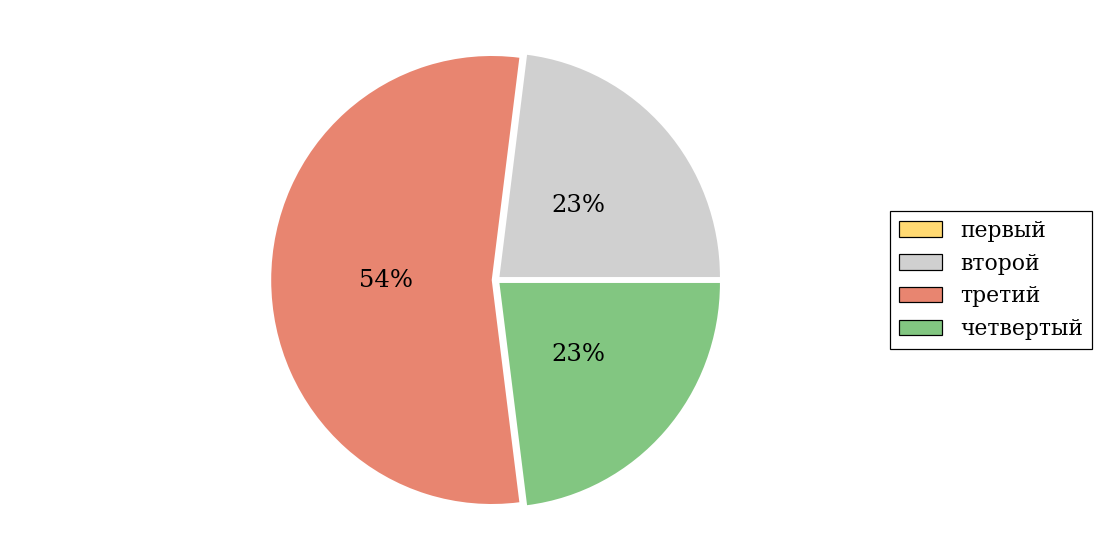 23%
54%
23%
первый
второй
третий
четвертый